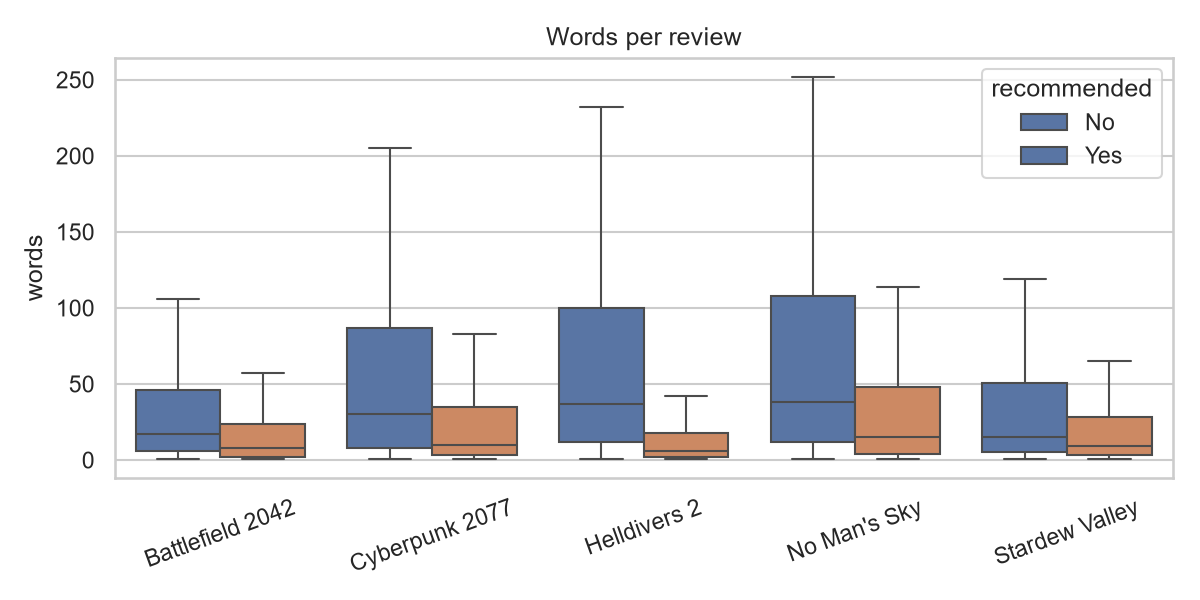 Words per review
recommended
No
Yes
words
250
200
150
100
50
0
Battlefield 2042
Cyberpunk 2077
Helldivers 2
No Man's Sky
Stardew Valley